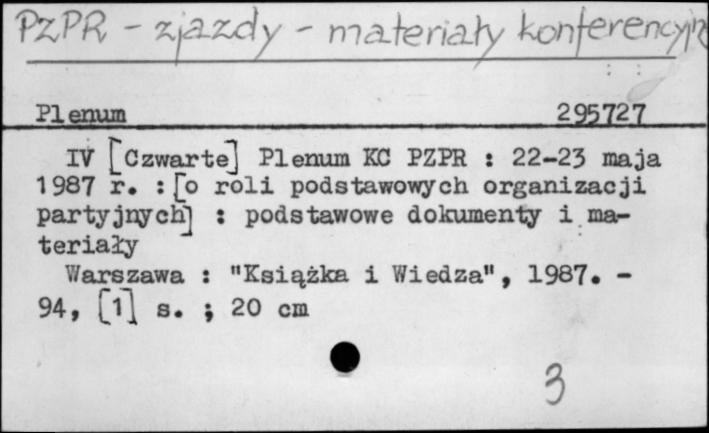 PZPR - zjazdy - materiały konferencyjne
Plenum 295727
IV [Czwarte] Plenum KC PZPR : 22-23 maja
1987 r. : [o roli podstawowych organizacji
partyjnych] : podstawowe dokumenty i ma-
teriały
Warszawa : "Książka i Wiedza", 1987. -
94, [1] s. ; 20 cm
3